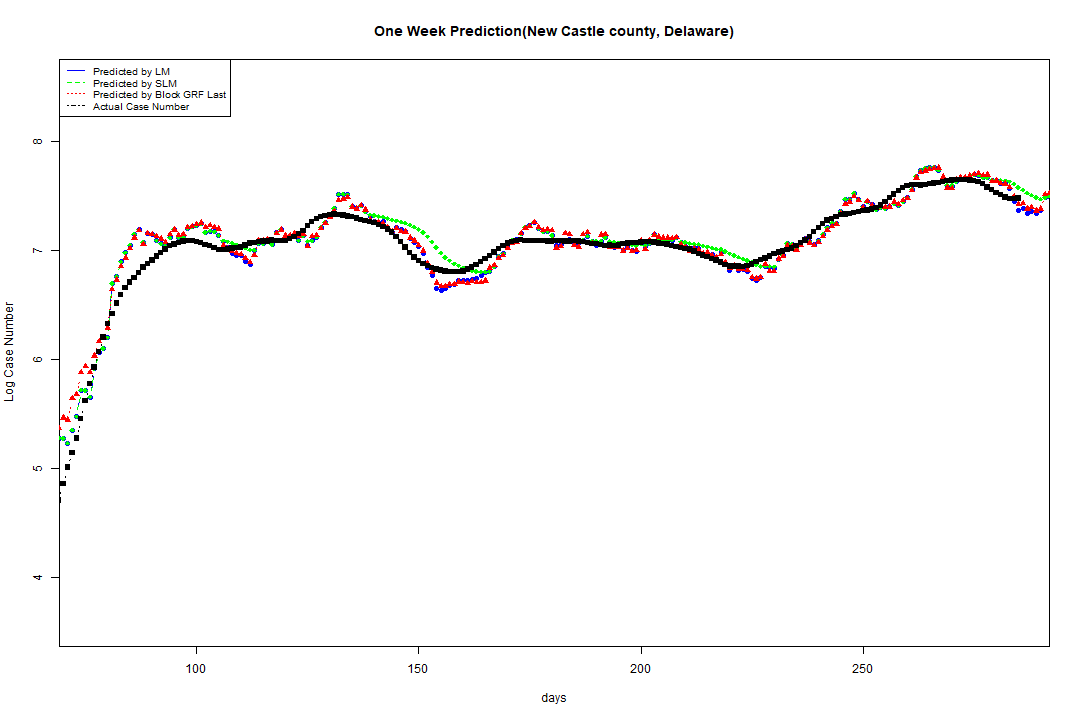 One Week Prediction(New Castle county, Delaware)
Predicted by LM
Predicted by SLM
Predicted by Block GRF Last
Actual Case Number
8
7
6
5
4
Log Case Number
100
150
200
250
days